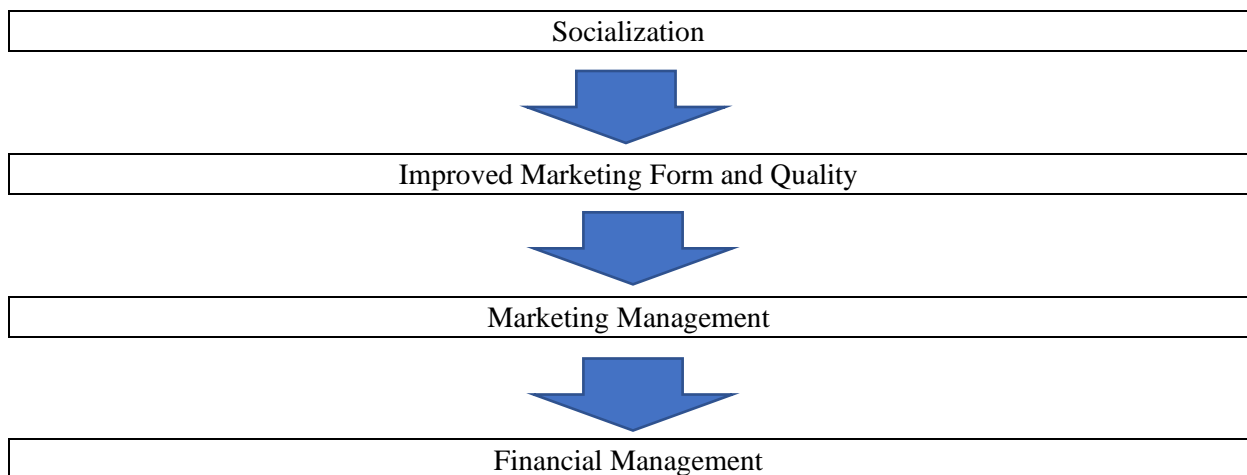 Socialization
Improved Marketing Form and Quality
Marketing Management
Financial Management